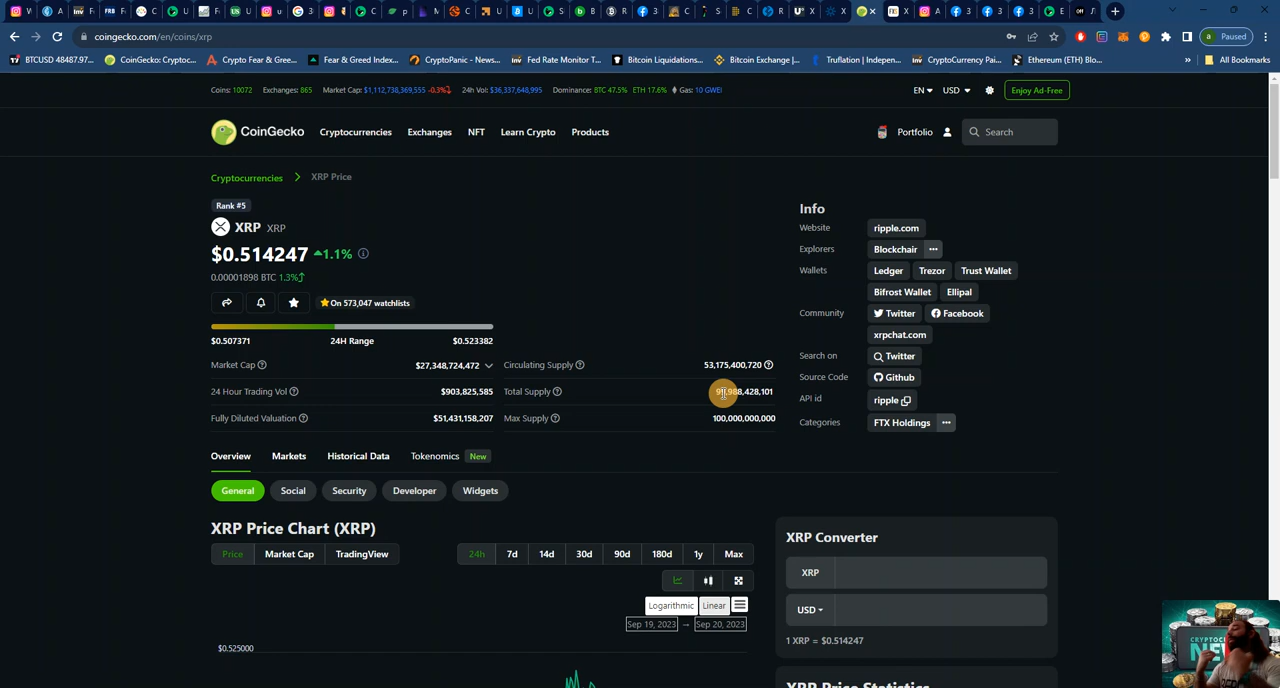 coingecko.com/en/coins/xrp
Paused
BTCUSD 48487.97... CoinGecko: Cryptoc... Crypto Fear & Gree... Fear & Greed Index... CryptoPanic - News... Fed Rate Monitor T... Bitcoin Liquidations... Bitcoin Exchange |... Truflation | Indepen... CryptoCurrency Pai... Ethereum (ETH) Blo... » All Bookmarks
Coins: 10072 Exchanges: 865 Market Cap: $1,112,738,369,555 -0.3% 24h Vol: $36,337,648,995 Dominance: BTC 47.5% ETH 17.6% Gas: 10 GWEI EN USD Enjoy Ad-Free
CoinGecko Cryptocurrencies Exchanges NFT Learn Crypto Products Portfolio Search
Cryptocurrencies > XRP Price
Rank #5
XRP XRP
$0.514247 1.1%
0.00001898 BTC 1.3%
On 573,047 watchlists
$0.507371 24H Range $0.523382
Market Cap $27,348,724,472 Circulating Supply 53,175,400,720
24 Hour Trading Vol $903,825,585 Total Supply
Fully Diluted Valuation $51,431,158,207 Max Supply 100,000,000,000
Info
Website ripple.com
Explorers Blockchair
Wallets Ledger Trezor Trust Wallet
Bifrost Wallet Ellipal
Community Twitter Facebook
xrpchat.com
Search on Twitter
Source Code Github
API id ripple
Categories FTX Holdings
Overview Markets Historical Data Tokenomics New
General Social Security Developer Widgets
XRP Price Chart (XRP)
Price Market Cap TradingView 24h 7d 14d 30d 90d 180d 1y Max
Logarithmic Linear
Sep 19, 2023 → Sep 20, 2023
$0.525000
XRP Converter
XRP
USD
1 XRP = $0.514247
XRP Price Statistics